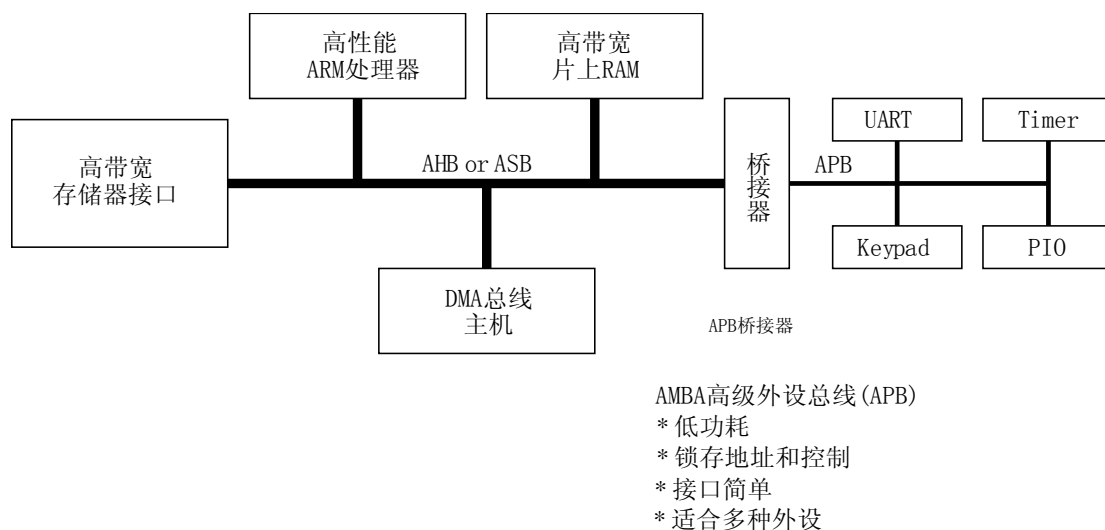 高性能
ARM处理器
高带宽
片上RAM
高带宽
存储器接口
AHB or ASB
桥接器
APB
UART
Timer
Keypad
PIO
DMA总线
主机
APB桥接器
AMBA高级外设总线(APB)
* 低功耗
* 锁存地址和控制
* 接口简单
* 适合多种外设